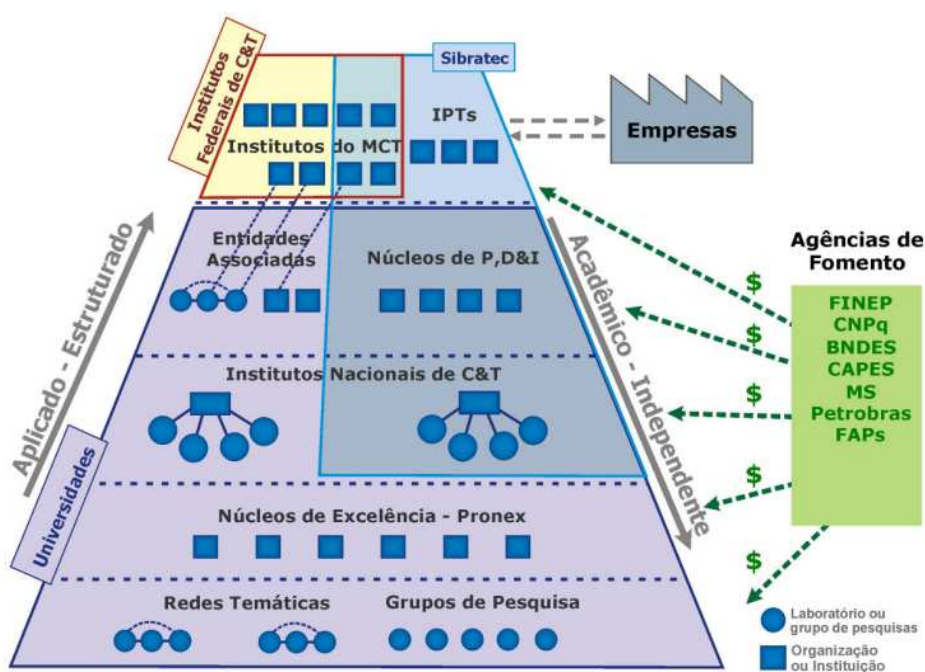 Institutos
Federais de C&T
Sibratec
IPTs
Institutos do MCT
Empresas
Entidades
Associadas
Núcleos de P,D&I
Institutos Nacionais de C&T
Núcleos de Excelência - Pronex
Redes Temáticas
Grupos de Pesquisa
Aplicado - Estruturado
Universidades
Acadêmico - Independente
Agências de
Fomento
$
$
$
$
$
FINEP
CNPq
BNDES
CAPES
MS
Petrobras
FAPs
Laboratório ou
grupo de pesquisas
Organização
ou Instituição